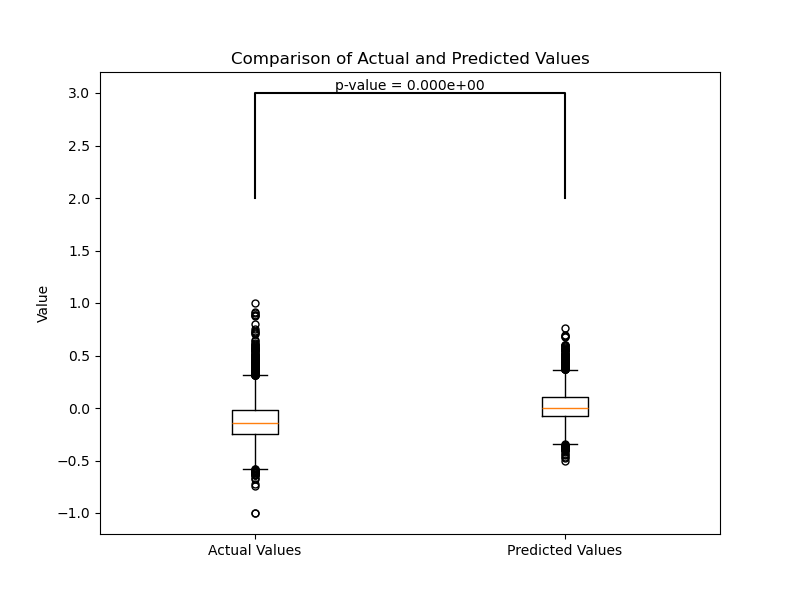 Comparison of Actual and Predicted Values
p-value = 0.000e+00
3.0
2.5
2.0
1.5
1.0
0.5
0.0
−0.5
−1.0
Value
Actual Values
Predicted Values